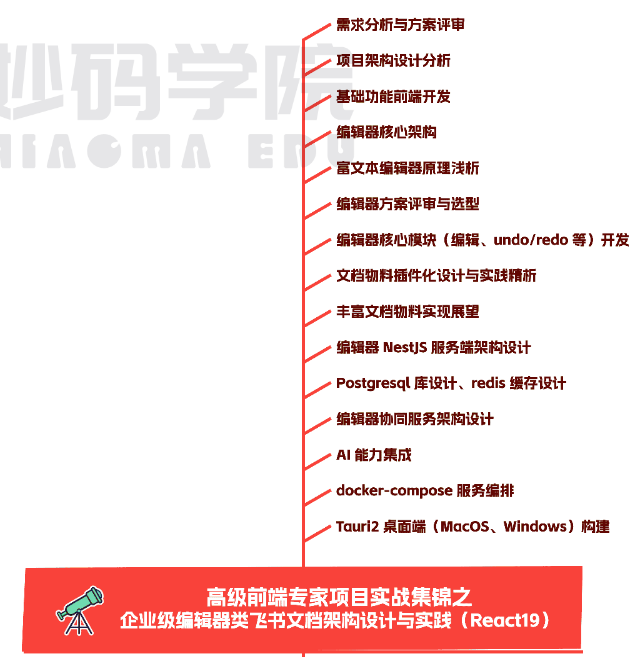 需求分析与方案评审
项目架构设计分析
妙码学院
基础功能前端开发
编辑器核心架构
MIAOMA EDU
富文本编辑器原理浅析
编辑器方案评审与选型
编辑器核心模块（编辑、undo/redo 等）开发
文档物料插件化设计与实践精析
丰富文档物料实现展望
编辑器 NestJS 服务端架构设计
Postgresql 库设计、redis 缓存设计
编辑器协同服务架构设计
AI 能力集成
docker-compose 服务编排
Tauri2 桌面端（MacOS、Windows）构建
高级前端专家项目实战集锦之
企业级编辑器类飞书文档架构设计与实践（React19）